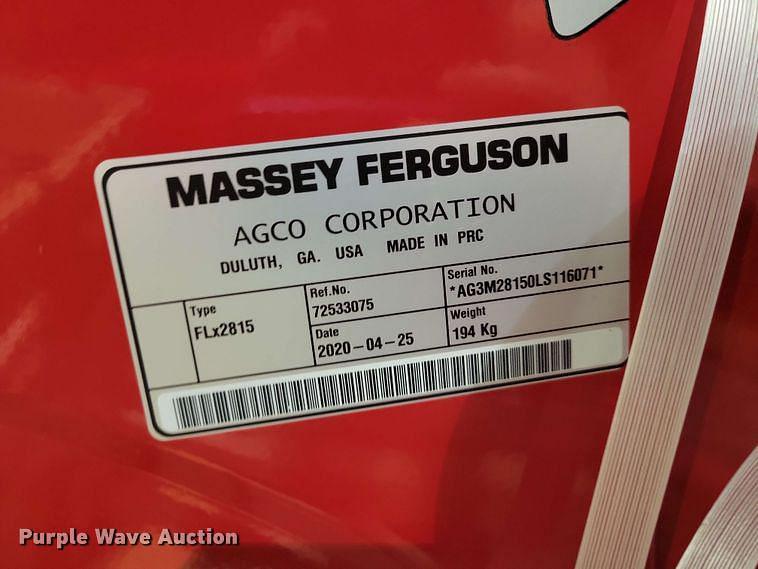 MASSEY FERGUSON
AGCO CORPORATION
DULUTH, GA. USA MADE IN PRC
Type
FLx2815
Ref.No.
72533075
Serial No.
*AG3M28150LS116071*
Date
2020-04-25
Weight
194 Kg
Purple Wave Auction